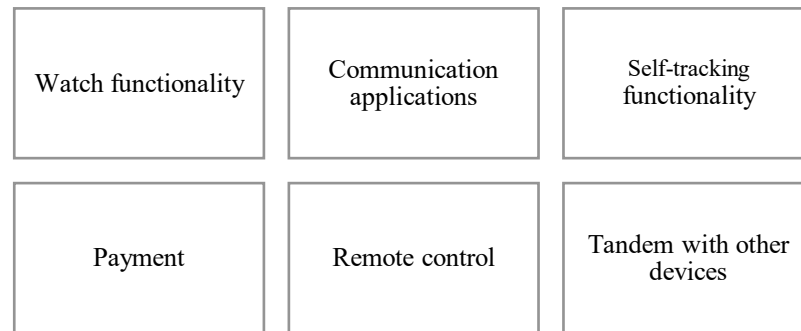 Watch functionality
Communication
applications
Self-tracking
functionality
Payment
Remote control
Tandem with other
devices